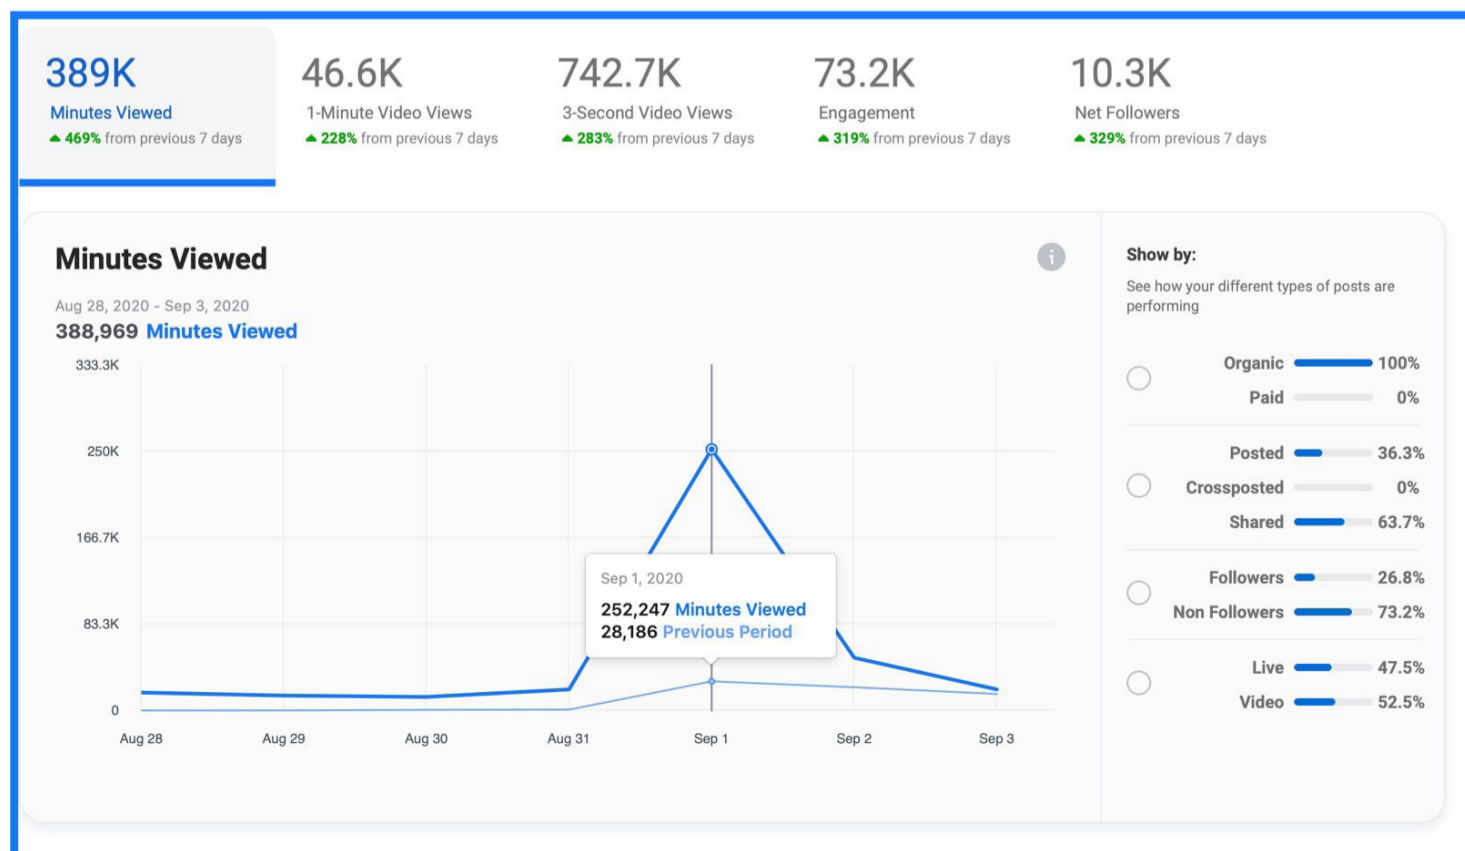 389K
Minutes Viewed
469% from previous 7 days
46.6K
1-Minute Video Views
228% from previous 7 days
742.7K
3-Second Video Views
283% from previous 7 days
73.2K
Engagement
319% from previous 7 days
10.3K
Net Followers
329% from previous 7 days
Minutes Viewed
i
Aug 28, 2020 - Sep 3, 2020
388,969 Minutes Viewed
333.3K
250K
166.7K
83.3K
0
Sep 1, 2020
252,247 Minutes Viewed
28,186 Previous Period
Aug 28
Aug 29
Aug 30
Aug 31
Sep 1
Sep 2
Sep 3
Show by:
See how your different types of posts are
performing
Organic 100%
Paid 0%
Posted 36.3%
Crossposted 0%
Shared 63.7%
Followers 26.8%
Non Followers 73.2%
Live 47.5%
Video 52.5%